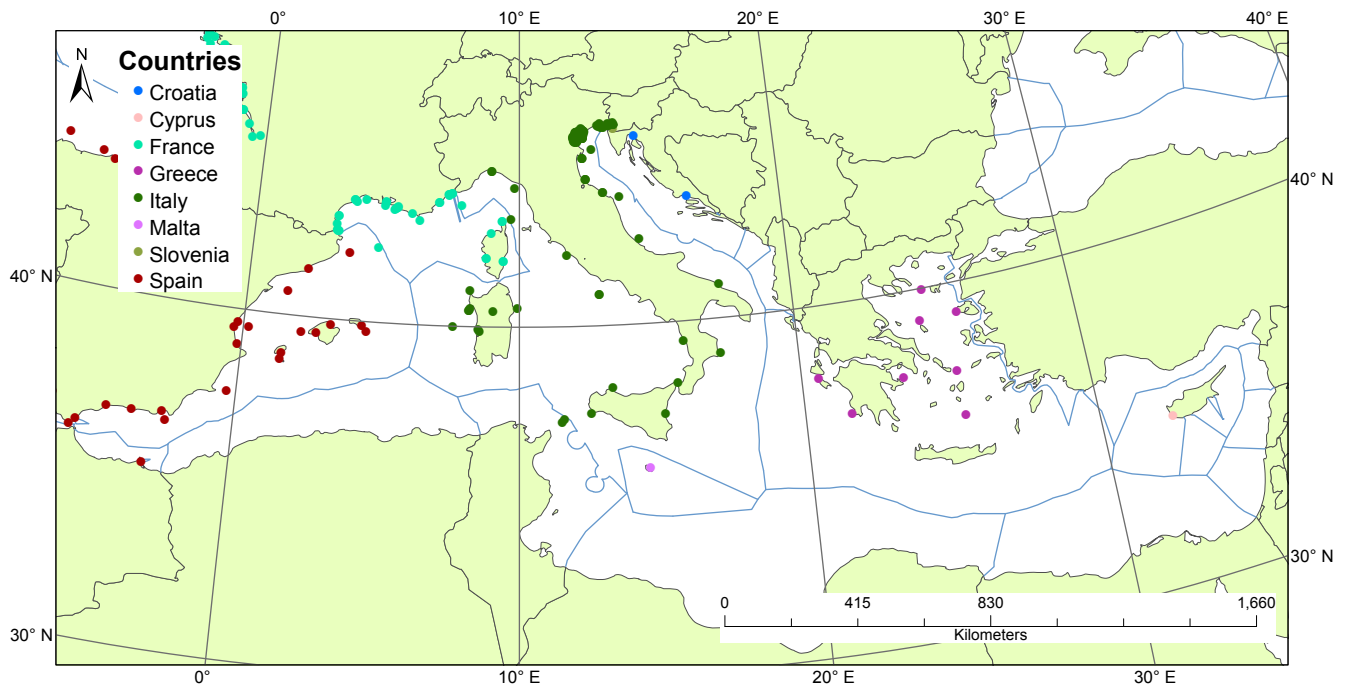 0° 10° E 20° E 30° E 40° E
N
Countries
Croatia
Cyprus
France
Greece
Italy
Malta
Slovenia
Spain
40° N
40° N
30° N
30° N
0 415 830 1,660
Kilometers
0° 10° E 20° E 30° E